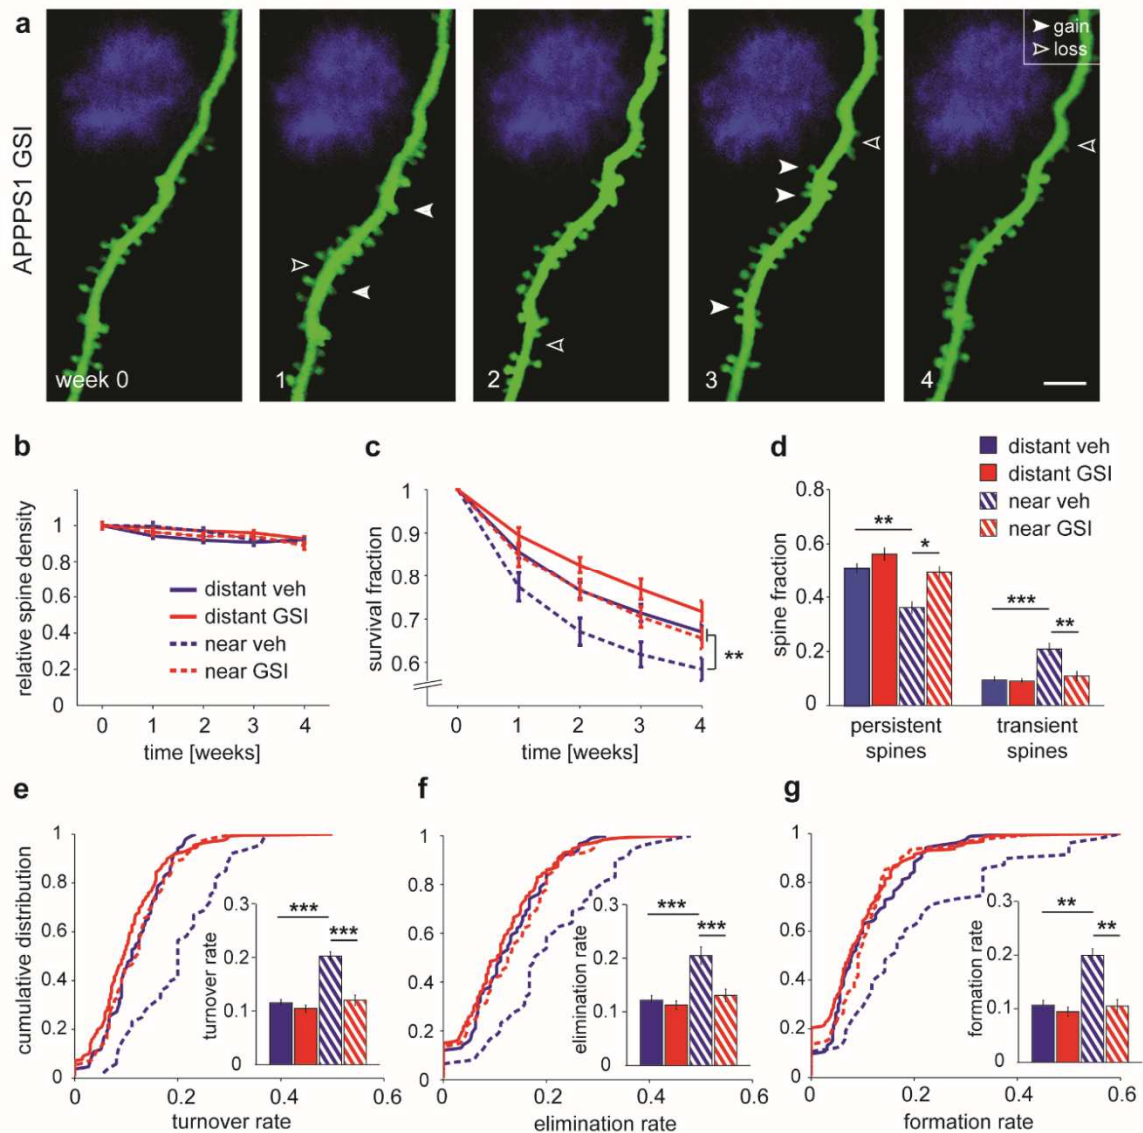 a
APPPS1 GSI
week 0
1
2
3
4
gain
loss
b
relative spine density
1
0.8
0.6
0.4
0.2
0
distant veh
distant GSI
near veh
near GSI
0 1 2 3 4
time [weeks]
c
survival fraction
1
0.9
0.8
0.7
0.6
**
0 1 2 3 4
time [weeks]
d
distant veh
distant GSI
near veh
near GSI
spine fraction
0.8
0.6
0.4
0.2
0
** * *** **
persistent spines
transient spines
e
cumulative distribution
1
0.8
0.6
0.4
0.2
0
0 0.2 0.4 0.6
turnover rate
turnover rate
0.3
0.2
0.1
0
*** ***
f
1
0.8
0.6
0.4
0.2
0
0 0.2 0.4 0.6
elimination rate
elimination rate
0.3
0.2
0.1
0
*** ***
g
1
0.8
0.6
0.4
0.2
0
0 0.2 0.4 0.6
formation rate
formation rate
0.3
0.2
0.1
0
** **